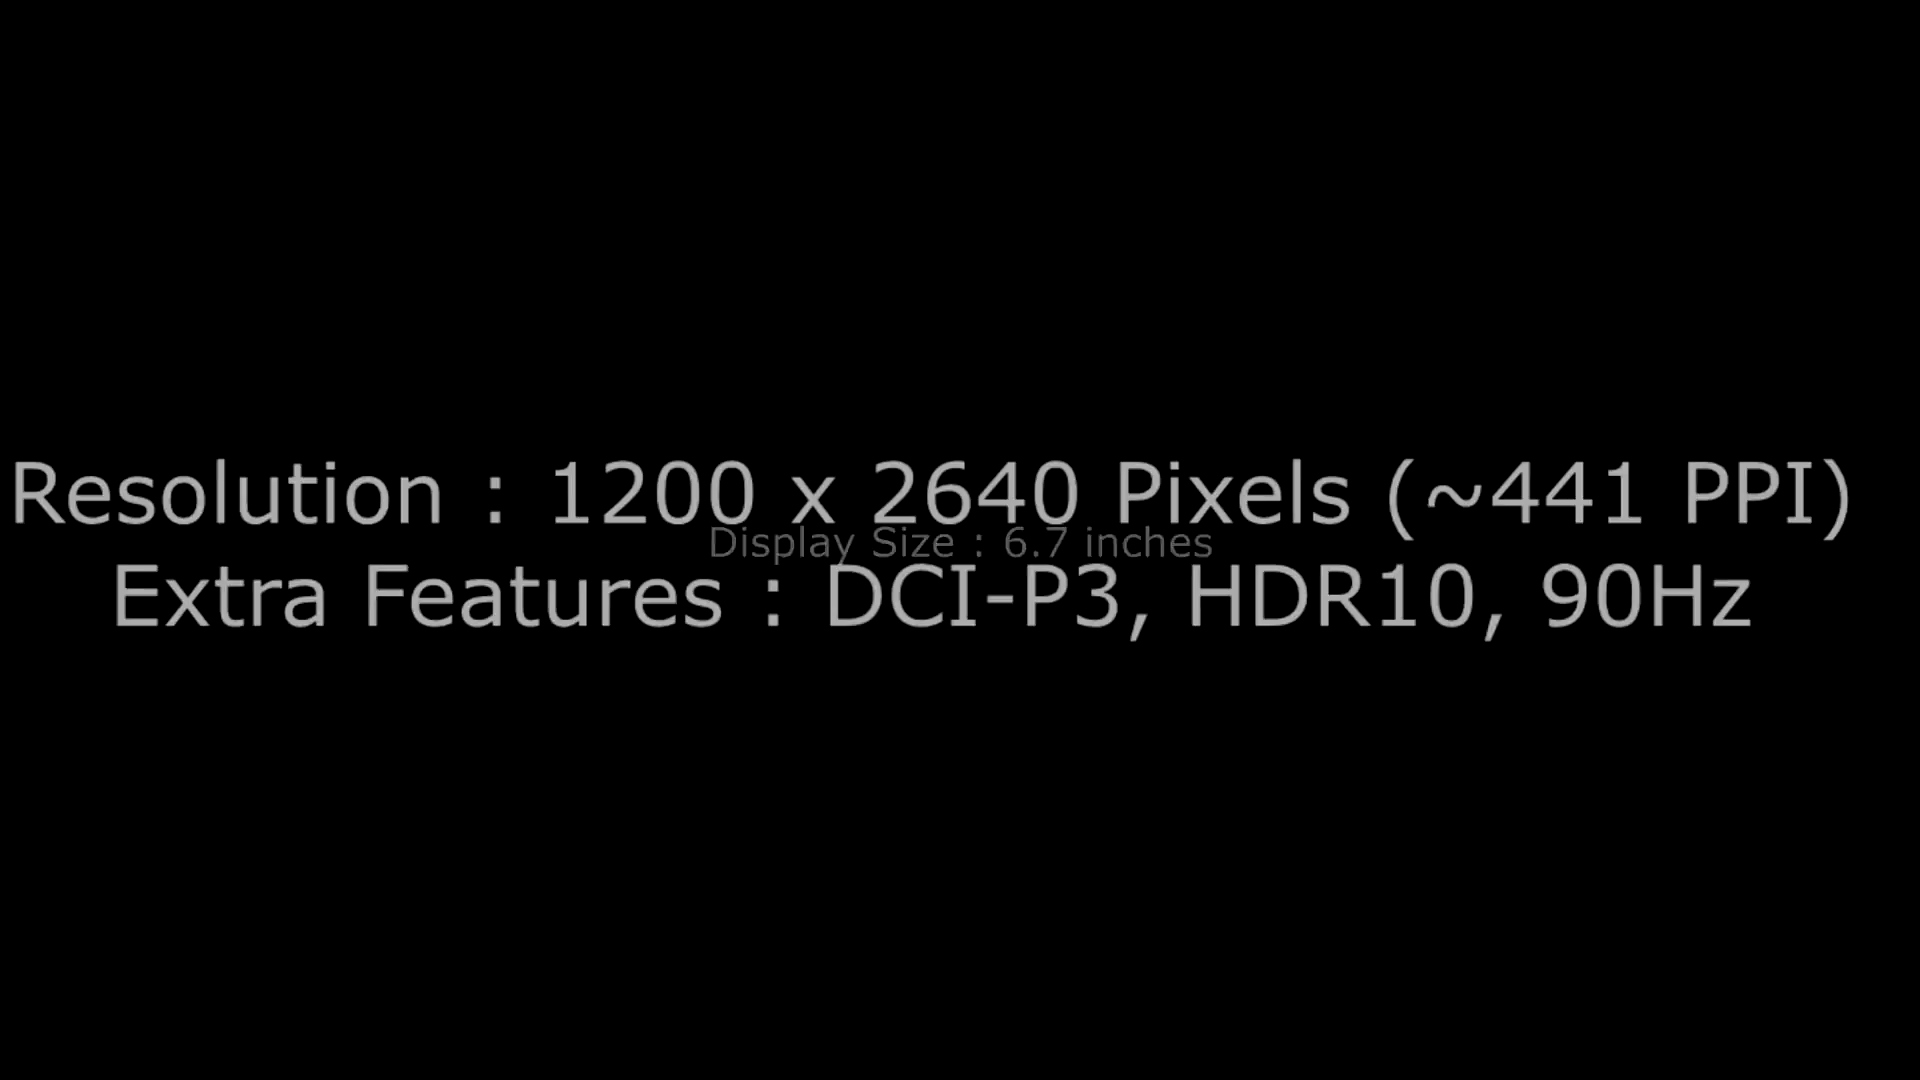 Resolution : 1200 x 2640 Pixels (~441 PPI)
Display Size : 6.7 inches
Extra Features : DCI-P3, HDR10, 90Hz